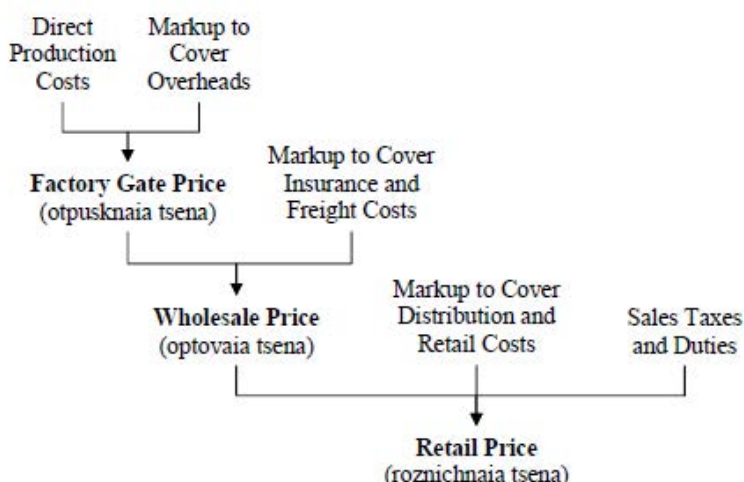 Direct
Production
Costs
Markup to
Cover
Overheads
Factory Gate Price
(otpusknaia tsena)
Markup to Cover
Insurance and
Freight Costs
Wholesale Price
(optovaia tsena)
Markup to Cover
Distribution and
Retail Costs
Sales Taxes
and Duties
Retail Price
(roznichnaia tsena)